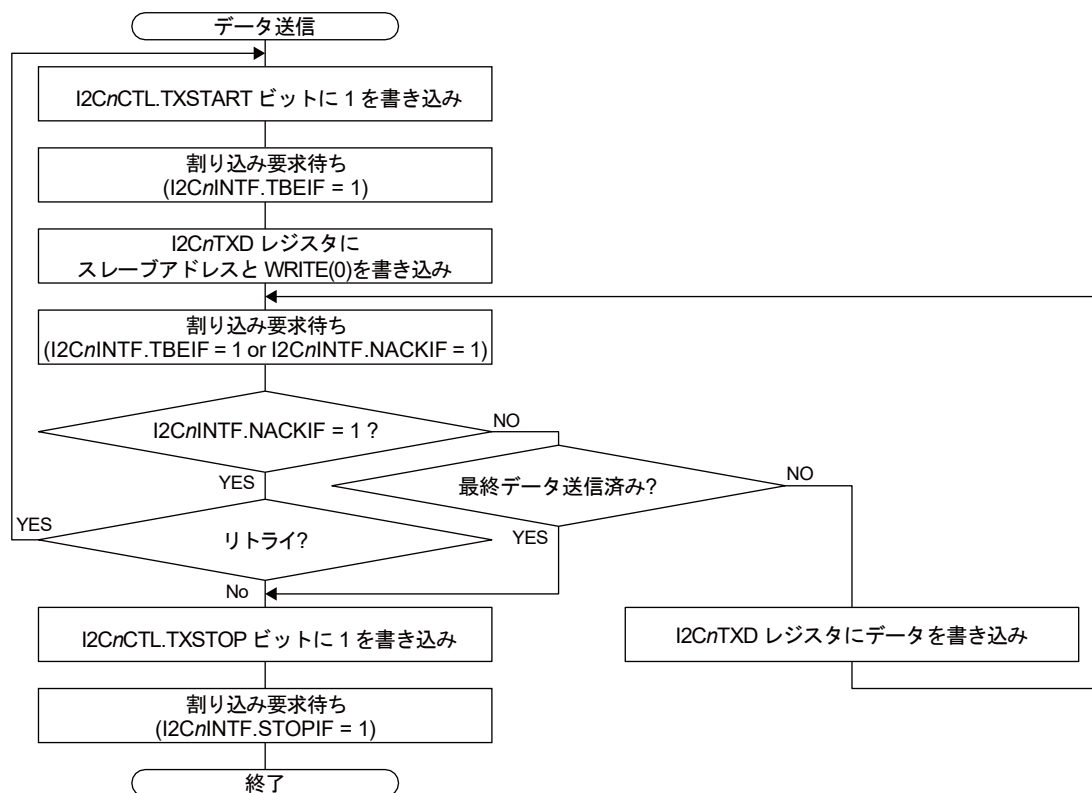 データ送信
I2CnCTL.TXSTART ビットに 1 を書き込み
割り込み要求待ち
(I2CnINTF.TBEIF = 1)
I2CnTXD レジスタに
スレーブアドレスと WRITE(0)を書き込み
割り込み要求待ち
(I2CnINTF.TBEIF = 1 or I2CnINTF.NACKIF = 1)
I2CnINTF.NACKIF = 1 ?
NO
YES
最終データ送信済み?
NO
YES
YES
リトライ?
No
I2CnCTL.TXSTOP ビットに 1 を書き込み
I2CnTXD レジスタにデータを書き込み
割り込み要求待ち
(I2CnINTF.STOPIF = 1)
終了